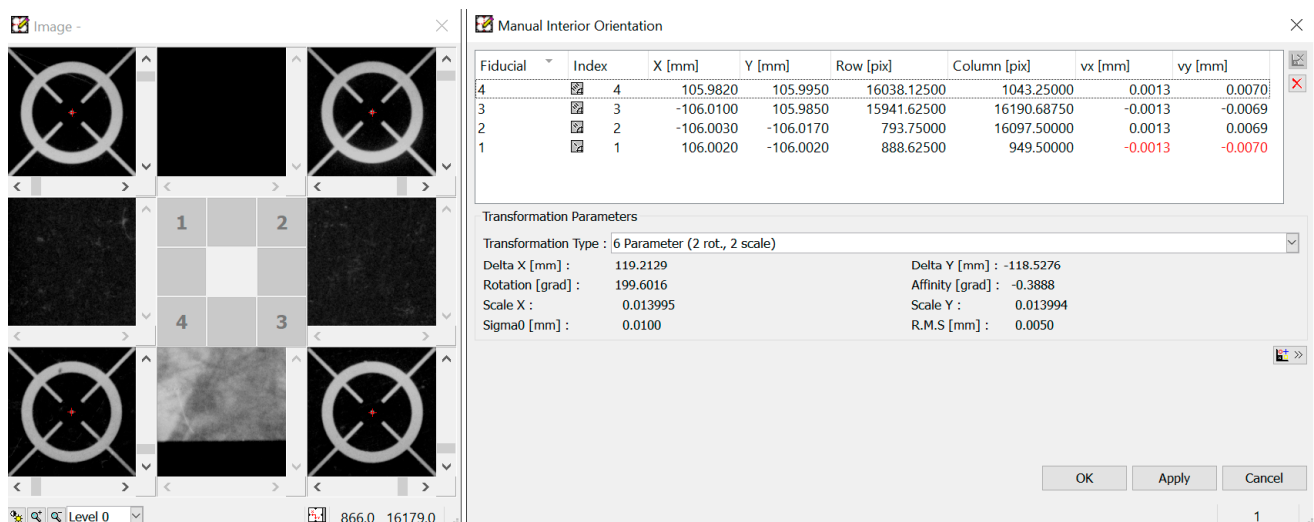 Image -
1 2
4 3
Level 0 866.0 16179.0
Manual Interior Orientation
Fiducial Index X [mm] Y [mm] Row [pix] Column [pix] vx [mm] vy [mm]
4 4 105.9820 105.9950 16038.12500 1043.25000 0.0013 0.0070
3 3 -106.0100 105.9850 15941.62500 16190.68750 -0.0013 -0.0069
2 2 -106.0030 -106.0170 793.75000 16097.50000 0.0013 0.0069
1 1 106.0020 -106.0020 888.62500 949.50000 -0.0013 -0.0070
Transformation Parameters
Transformation Type : 6 Parameter (2 rot., 2 scale)
Delta X [mm] : 119.2129 Delta Y [mm] : -118.5276
Rotation [grad] : 199.6016 Affinity [grad] : -0.3888
Scale X : 0.013995 Scale Y : 0.013994
Sigma0 [mm] : 0.0100 R.M.S [mm] : 0.0050
OK Apply Cancel
1